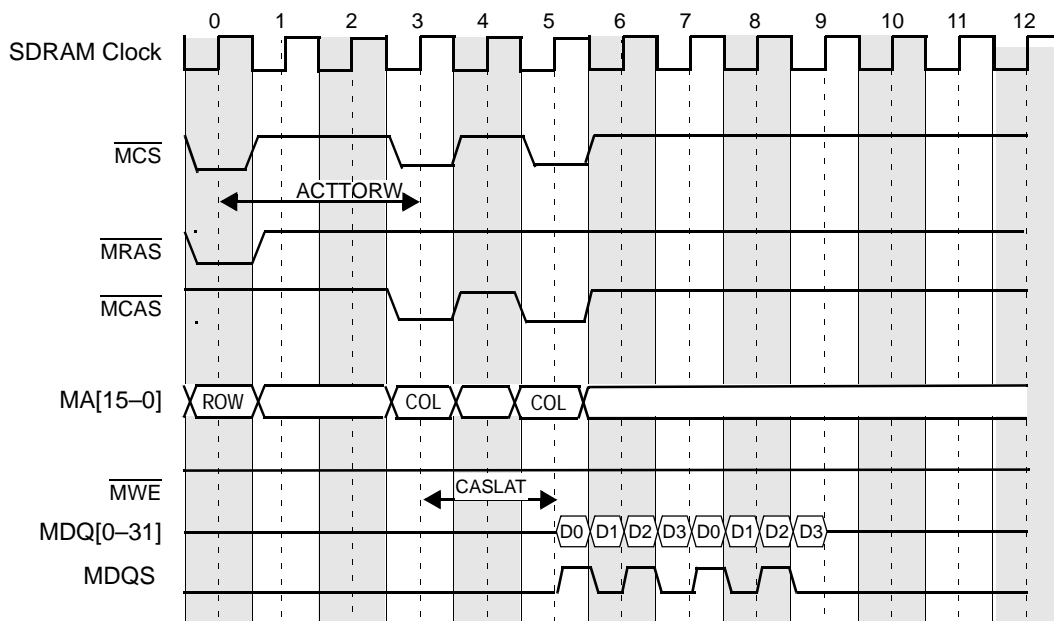 0 1 2 3 4 5 6 7 8 9 10 11 12
SDRAM Clock
MCS
ACTTORW
MRAS
MCAS
MA[15–0] ROW COL COL
MWE
CASLAT
MDQ[0–31] D0 D1 D2 D3 D0 D1 D2 D3
MDQS